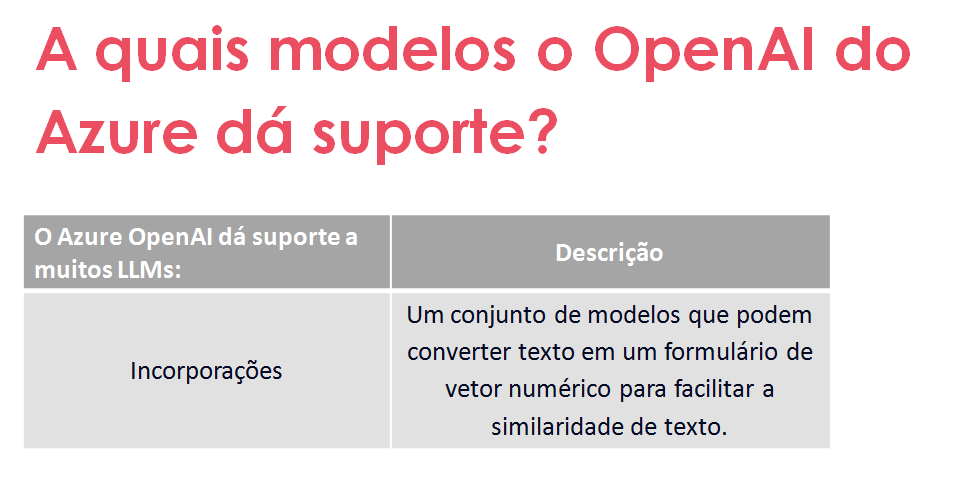 A quais modelos o OpenAI do
Azure dá suporte?
O Azure OpenAI dá suporte a
muitos LLMs:
Descrição
Incorporações
Um conjunto de modelos que podem
converter texto em um formulário de
vetor numérico para facilitar a
similaridade de texto.